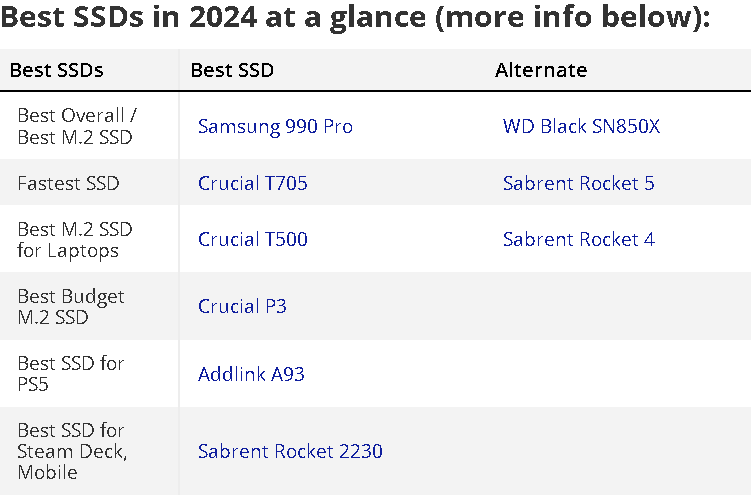 Best SSDs in 2024 at a glance (more info below):
Best SSDs Best SSD Alternate
Best Overall /
Best M.2 SSD
Samsung 990 Pro WD Black SN850X
Fastest SSD Crucial T705 Sabrent Rocket 5
Best M.2 SSD
for Laptops
Crucial T500 Sabrent Rocket 4
Best Budget
M.2 SSD
Crucial P3
Best SSD for
PS5
Addlink A93
Best SSD for
Steam Deck,
Mobile
Sabrent Rocket 2230